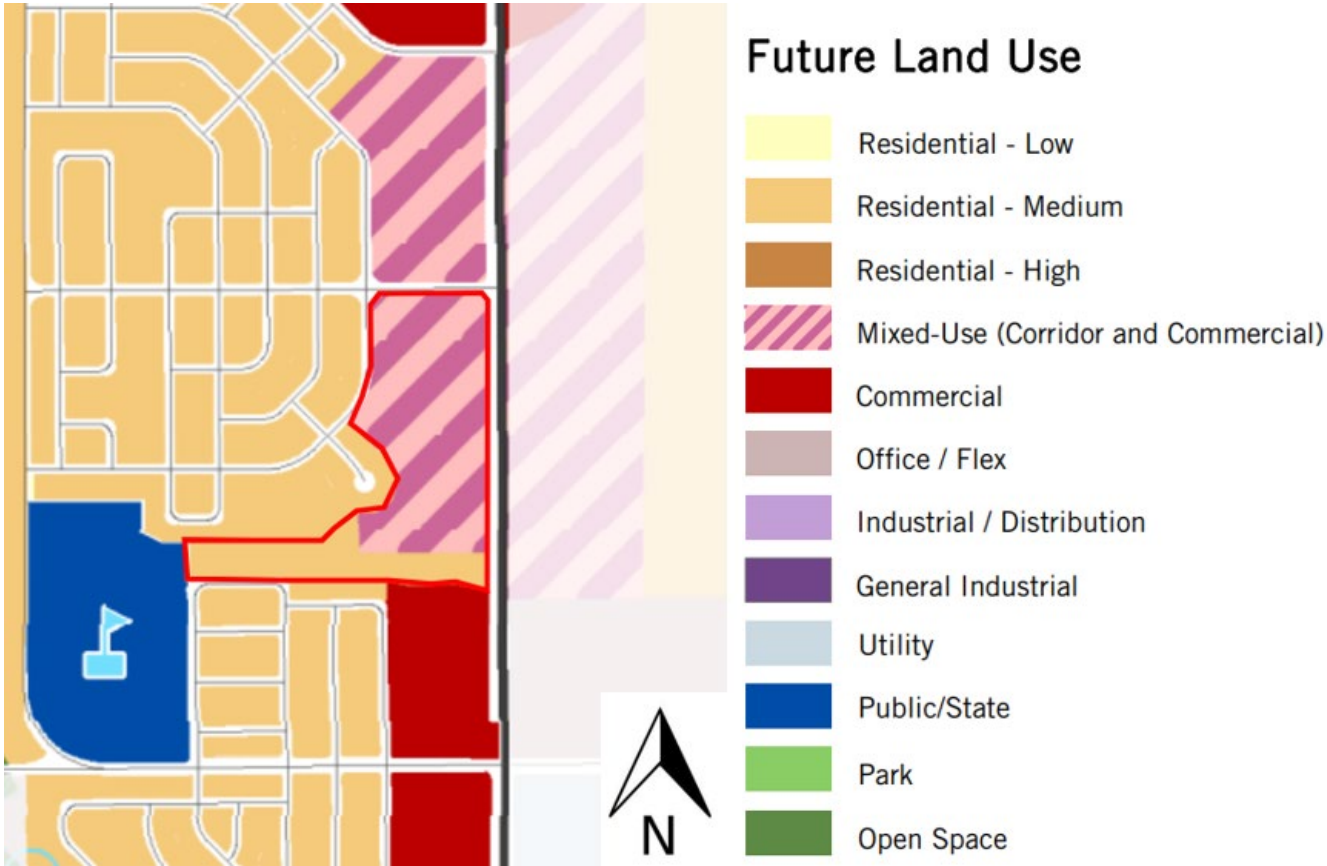 Future Land Use
Residential - Low
Residential - Medium
Residential - High
Mixed-Use (Corridor and Commercial)
Commercial
Office / Flex
Industrial / Distribution
General Industrial
Utility
Public/State
Park
Open Space
N